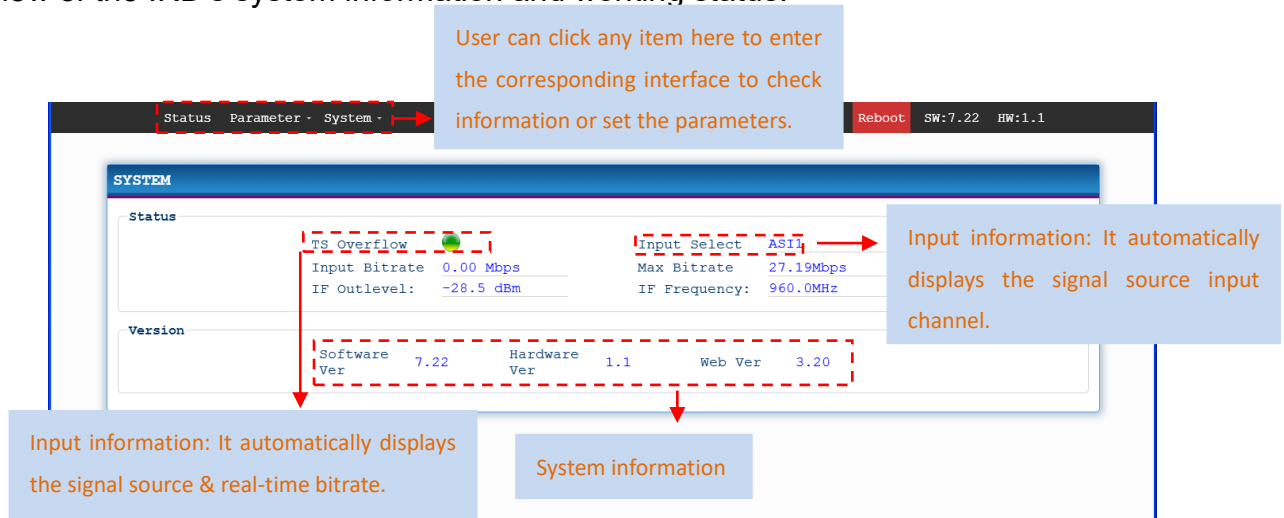 User can click any item here to enter
the corresponding interface to check
information or set the parameters.
Status Parameter - System - Reboot SW:7.22 HW:1.1
SYSTEM
Status
TS Overflow Input Select ASI1
Input Bitrate 0.00 Mbps Max Bitrate 27.19Mbps
IF Outlevel: -28.5 dBm IF Frequency: 960.0MHz
Input information: It automatically
displays the signal source input
channel.
Version
Software Ver 7.22 Hardware Ver 1.1 Web Ver 3.20
Input information: It automatically displays
the signal source & real-time bitrate.
System information